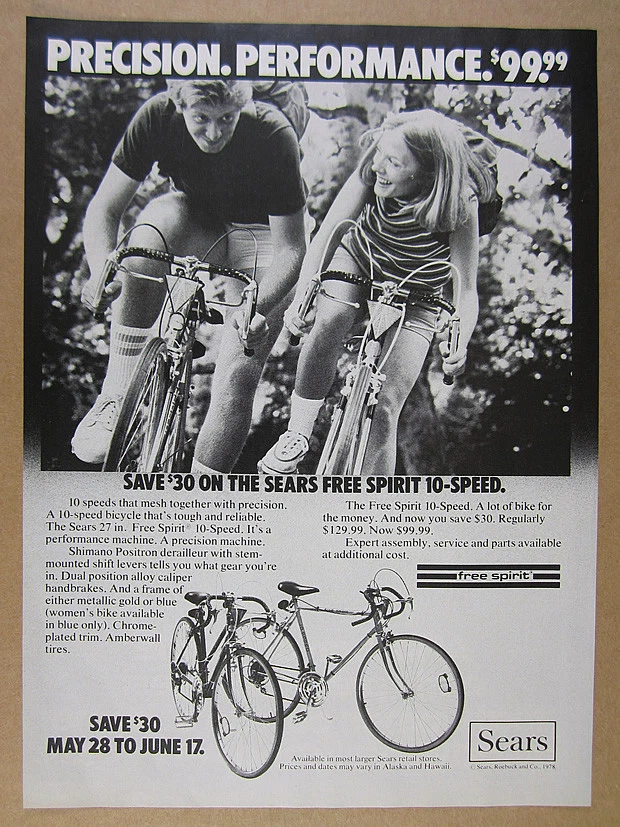 PRECISION. PERFORMANCE. $99.99
SAVE $30 ON THE SEARS FREE SPIRIT 10-SPEED.
10 speeds that mesh together with precision.
A 10-speed bicycle that's tough and reliable.
The Sears 27 in. Free Spirit® 10-Speed. It's a
performance machine. A precision machine.
Shimano Positron derailleur with stem-
mounted shift levers tells you what gear you're
in. Dual position alloy caliper
handbrakes. And a frame of
either metallic gold or blue
(women's bike available
in blue only). Chrome-
plated trim. Amberwall
tires.
The Free Spirit 10-Speed. A lot of bike for
the money. And now you save $30. Regularly
$129.99. Now $99.99.
Expert assembly, service and parts available
at additional cost.
free spirit®
SAVE $30
MAY 28 TO JUNE 17.
Available in most larger Sears retail stores.
Prices and dates may vary in Alaska and Hawaii.
Sears
© Sears, Roebuck and Co., 1978.